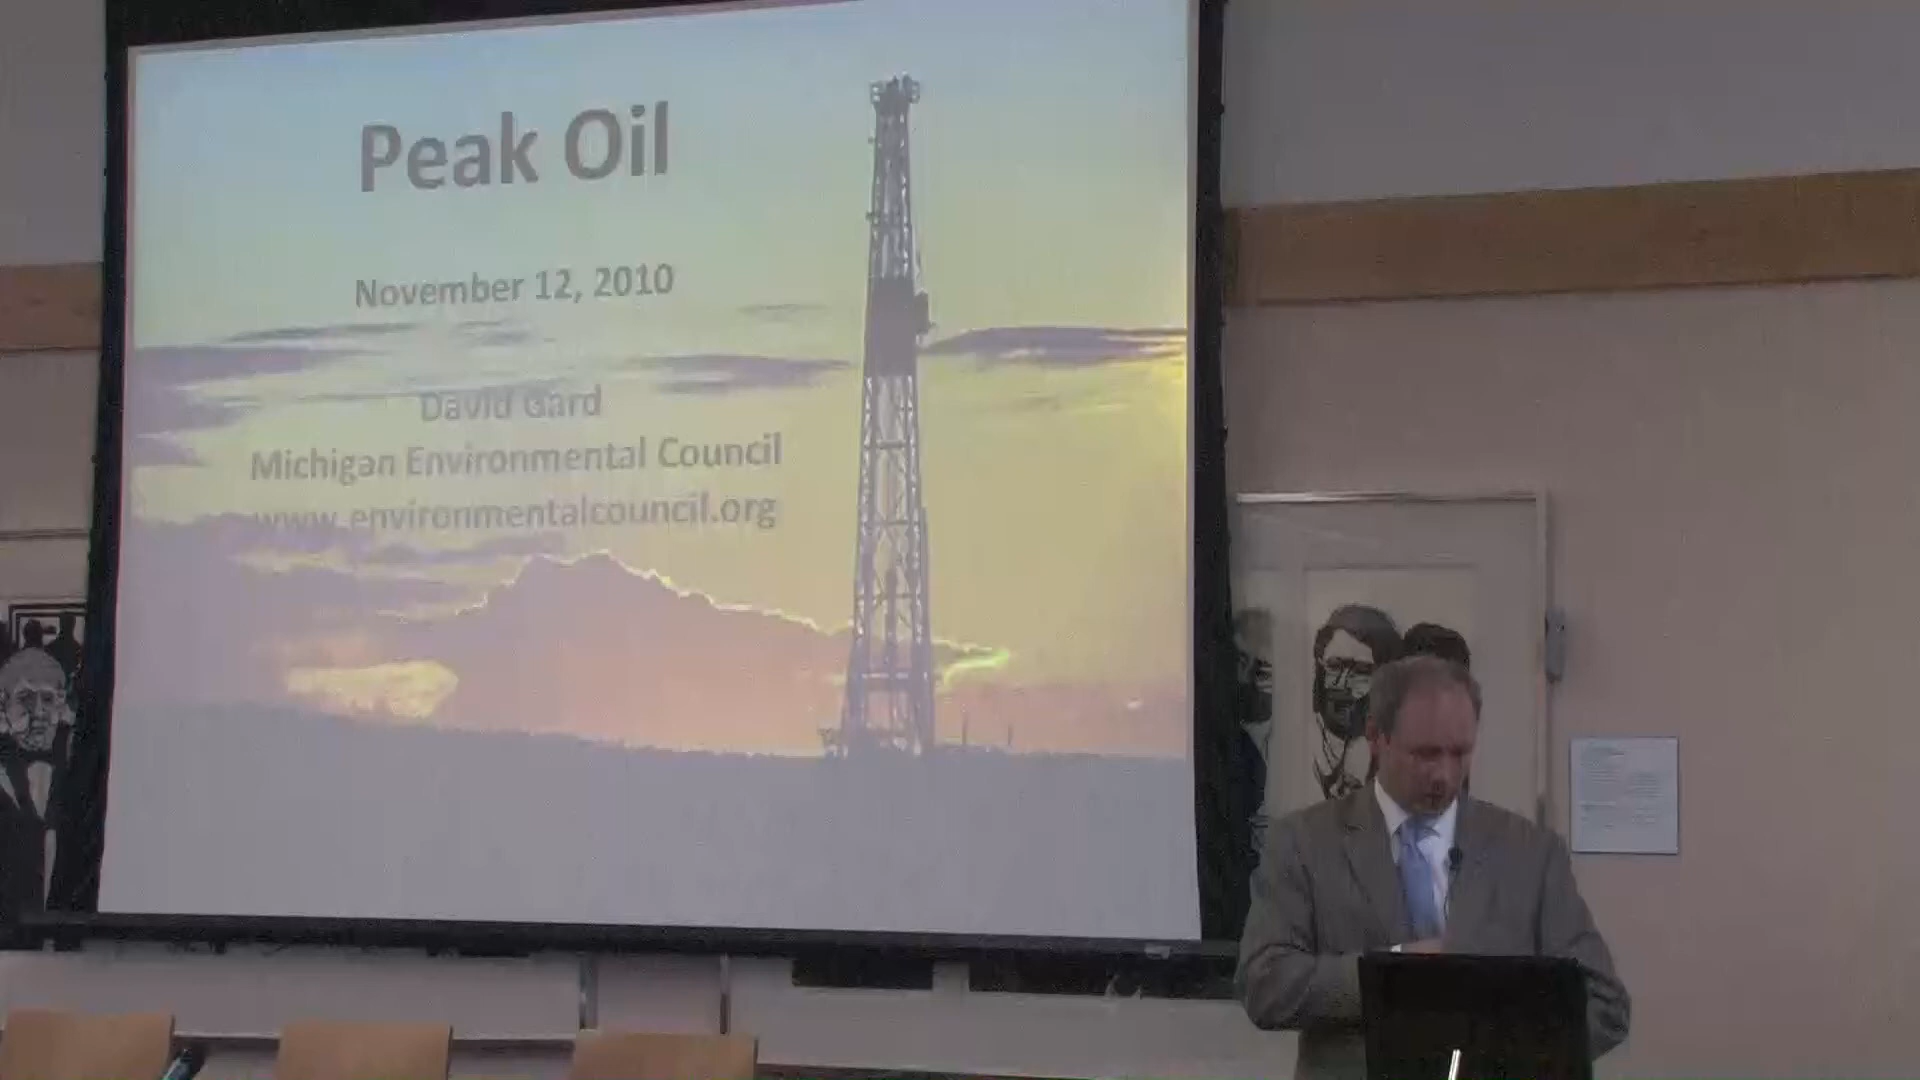 Peak Oil
November 12, 2010
David Gard
Michigan Environmental Council
www.environmentalcouncil.org